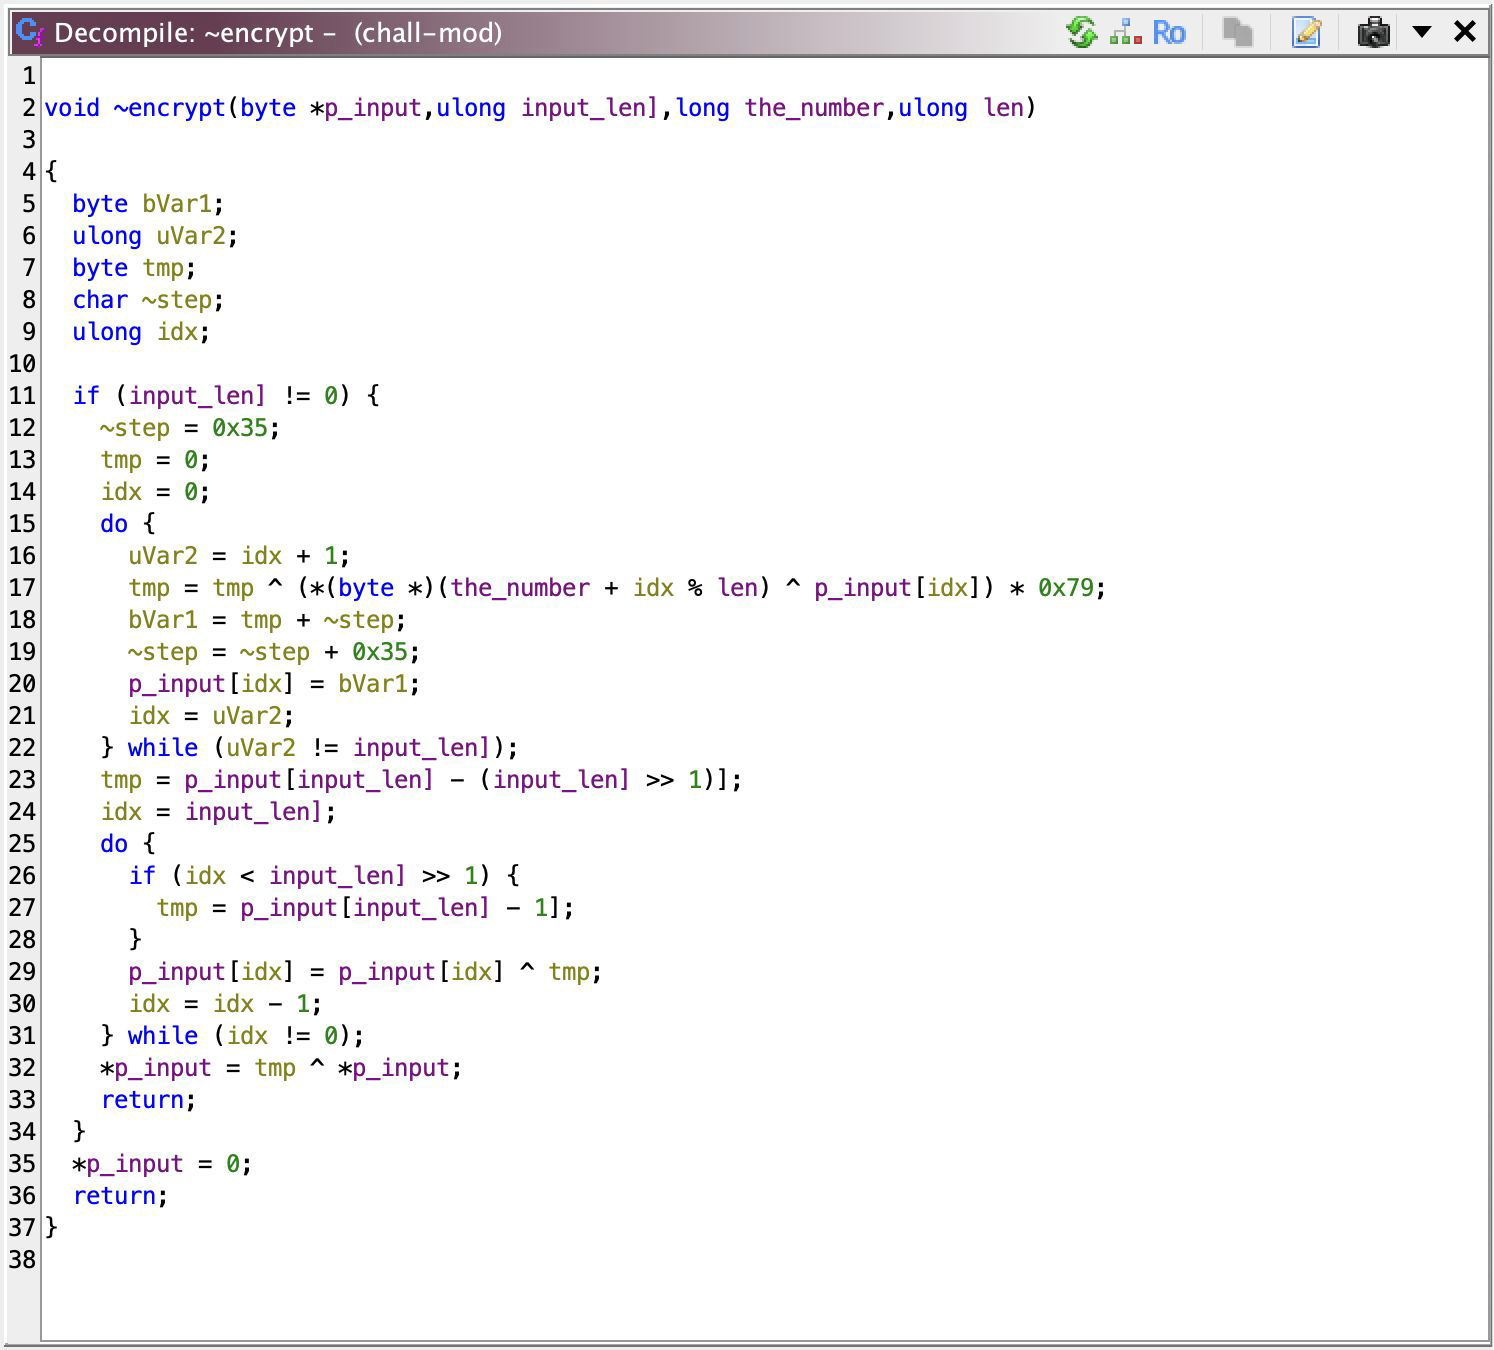 Decompile: ~encrypt – (chall-mod)
Ro
1
2 void ~encrypt(byte *p_input,ulong input_len],long the_number,ulong len)
3
4 {
5   byte bVar1;
6   ulong uVar2;
7   byte tmp;
8   char ~step;
9   ulong idx;
10
11   if (input_len] != 0) {
12     ~step = 0x35;
13     tmp = 0;
14     idx = 0;
15     do {
16       uVar2 = idx + 1;
17       tmp = tmp ^ (*(byte *)(the_number + idx % len) ^ p_input[idx]) * 0x79;
18       bVar1 = tmp + ~step;
19       ~step = ~step + 0x35;
20       p_input[idx] = bVar1;
21       idx = uVar2;
22     } while (uVar2 != input_len]);
23     tmp = p_input[input_len] - (input_len] >> 1)];
24     idx = input_len];
25     do {
26       if (idx < input_len] >> 1) {
27         tmp = p_input[input_len] - 1];
28       }
29       p_input[idx] = p_input[idx] ^ tmp;
30       idx = idx - 1;
31     } while (idx != 0);
32     *p_input = tmp ^ *p_input;
33     return;
34   }
35   *p_input = 0;
36   return;
37 }
38